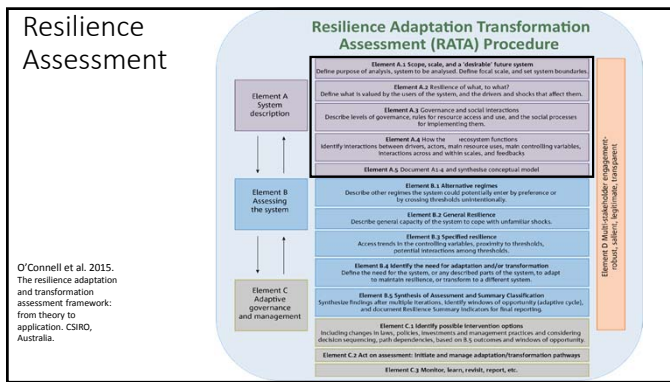 Resilience
Assessment
Resilience Adaptation Transformation
Assessment (RATA) Procedure
Element A
System
description
Element B
Assessing
the system
Element C
Adaptive
governance
and management
Element A.1 Scope, scale, and a 'desirable' future system
Define purpose of analysis, system to be analysed. Define focal scale, and set system boundaries.
Element A.2 Resilience of what, to what?
Define what is valued by the users of the system, and the drivers and shocks that affect them.
Element A.3 Governance and social interactions
Describe levels of governance, rules for resource access and use, and the social processes
for implementing them.
Element A.4 How the ecosystem functions
Identify interactions between drivers, actors, main resource uses, main controlling variables,
interactions across and within scales, and feedbacks
Element A.5 Document A1-4 and synthesise conceptual model
Element B.1 Alternative regimes
Describe other regimes the system could potentially enter by preference or
by crossing thresholds unintentionally.
Element B.2 General Resilience
Describe general capacity of the system to cope with unfamiliar shocks.
Element B.3 Specified resilience
Access trends in the controlling variables, proximity to thresholds,
potential interactions among thresholds.
Element B.4 Identify the need for adaptation and/or transformation
Define the need for the system, or any described parts of the system, to adapt
to maintain resilience, or transform to a different system.
Element B.5 Synthesis of Assessment and Summary Classification
Synthesize findings after multiple iterations, Identify windows of opportunity (adaptive cycle),
and document Resilience Summary Indicators for final reporting.
Element C.1 Identify possible intervention options
Including changes in laws, policies, investments and management practices and considering
decision sequencing, path dependencies, based on B.5 outcomes and windows of opportunity.
Element C.2 Act on assessment: Initiate and manage adaptation/transformation pathways
Element C.3 Monitor, learn, revisit, report, etc.
Element D Multi-stakeholder engagement-
robust, salient, legitimate, transparent
O'Connell et al. 2015.
The resilience adaptation
and transformation
assessment framework:
from theory to
application. CSIRO,
Australia.